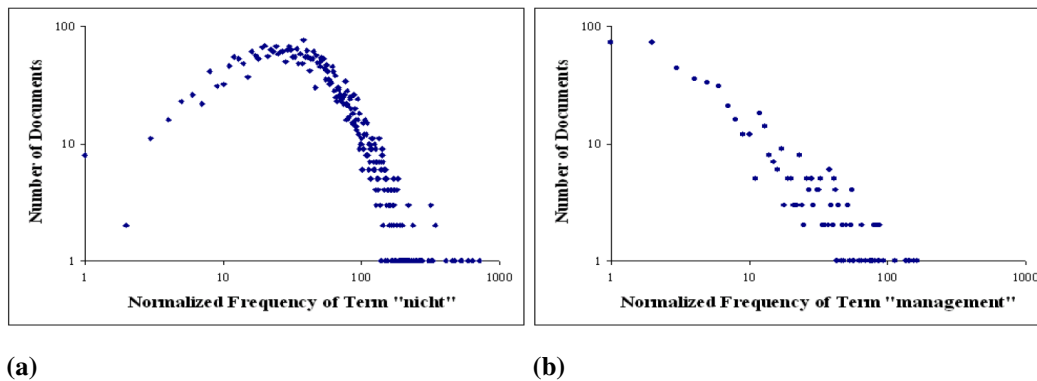 100
10
1
1
10
100
1000
Number of Documents
Normalized Frequency of Term "nicht"
100
10
1
1
10
100
1000
Number of Documents
Normalized Frequency of Term "management"
(a)
(b)